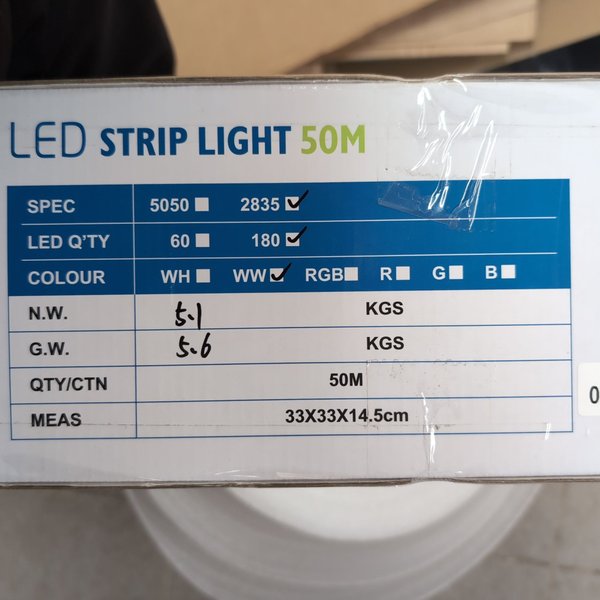 LED STRIP LIGHT 50M
SPEC 5050 2835
LED Q'TY 60 180
COLOUR WH WW RGB R G B
N.W. 5.1 KGS
G.W. 5.6 KGS
QTY/CTN 50M
MEAS 33X33X14.5cm
0